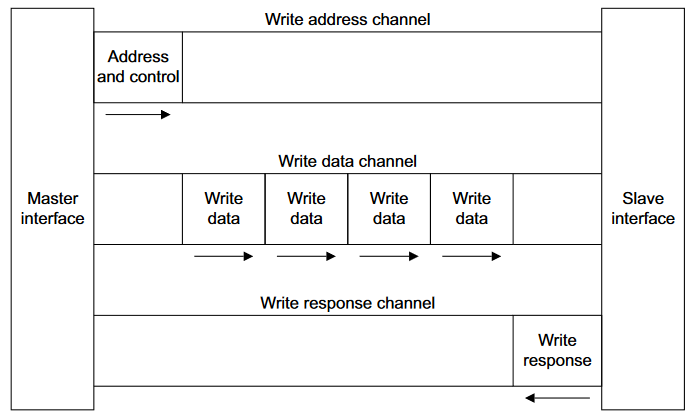 Write address channel
Address
and control
Write data channel
Master
interface
Write
data
Write
data
Write
data
Write
data
Slave
interface
Write response channel
Write
response